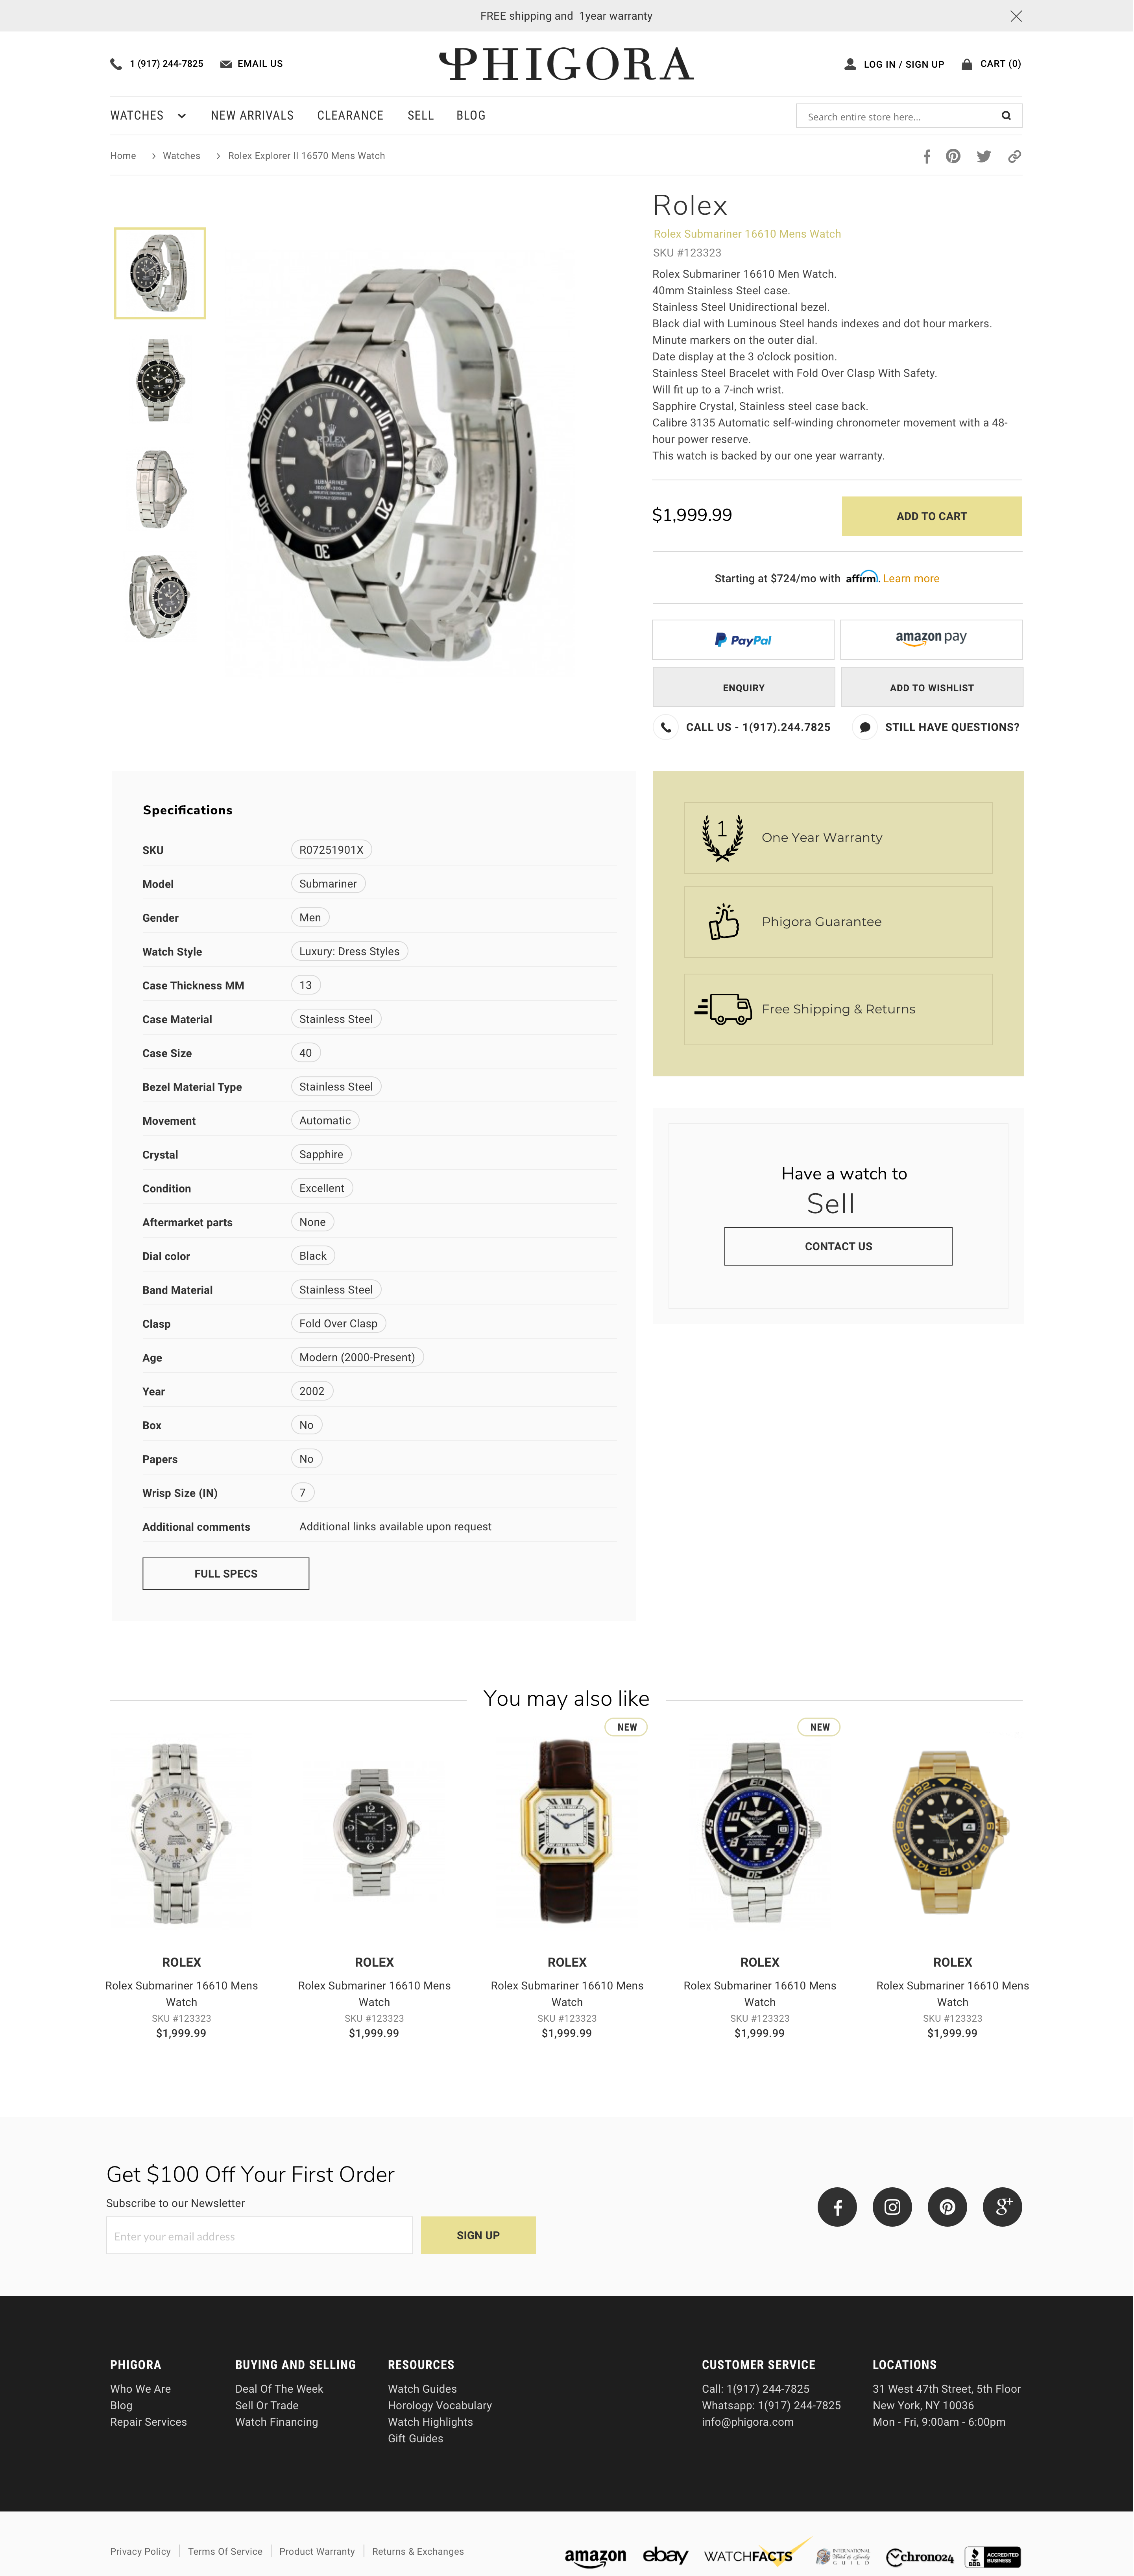 FREE shipping and 1year warranty
1 (917) 244-7825
EMAIL US
PHIGORA
LOG IN / SIGN UP
CART (0)
WATCHES
NEW ARRIVALS
CLEARANCE
SELL
BLOG
Search entire store here...
Home > Watches > Rolex Explorer II 16570 Mens Watch
Rolex
Rolex Submariner 16610 Mens Watch
SKU #123323
Rolex Submariner 16610 Men Watch.
40mm Stainless Steel case.
Stainless Steel Unidirectional bezel.
Black dial with Luminous Steel hands indexes and dot hour markers.
Minute markers on the outer dial.
Date display at the 3 o'clock position.
Stainless Steel Bracelet with Fold Over Clasp With Safety.
Will fit up to a 7-inch wrist.
Sapphire Crystal, Stainless steel case back.
Calibre 3135 Automatic self-winding chronometer movement with a 48-
hour power reserve.
This watch is backed by our one year warranty.
ROLEX
SUBMARINER
10
20
30
50
$1,999.99
ADD TO CART
Starting at $724/mo with affirm. Learn more
PayPal
amazon pay
ENQUIRY
ADD TO WISHLIST
CALL US - 1(917).244.7825
STILL HAVE QUESTIONS?
Specifications
SKU R07251901X
Model Submariner
Gender Men
Watch Style Luxury: Dress Styles
Case Thickness MM 13
Case Material Stainless Steel
Case Size 40
Bezel Material Type Stainless Steel
Movement Automatic
Crystal Sapphire
Condition Excellent
Aftermarket parts None
Dial color Black
Band Material Stainless Steel
Clasp Fold Over Clasp
Age Modern (2000-Present)
Year 2002
Box No
Papers No
Wrisp Size (IN) 7
Additional comments Additional links available upon request
FULL SPECS
1
One Year Warranty
Phigora Guarantee
Free Shipping & Returns
Have a watch to
Sell
CONTACT US
You may also like
NEW
NEW
ROLEX
Rolex Submariner 16610 Mens
Watch
SKU #123323
$1,999.99
ROLEX
Rolex Submariner 16610 Mens
Watch
SKU #123323
$1,999.99
ROLEX
Rolex Submariner 16610 Mens
Watch
SKU #123323
$1,999.99
ROLEX
Rolex Submariner 16610 Mens
Watch
SKU #123323
$1,999.99
ROLEX
Rolex Submariner 16610 Mens
Watch
SKU #123323
$1,999.99
Get $100 Off Your First Order
Subscribe to our Newsletter
Enter your email address
SIGN UP
PHIGORA
Who We Are
Blog
Repair Services
BUYING AND SELLING
Deal Of The Week
Sell Or Trade
Watch Financing
RESOURCES
Watch Guides
Horology Vocabulary
Watch Highlights
Gift Guides
CUSTOMER SERVICE
Call: 1(917) 244-7825
Whatsapp: 1(917) 244-7825
info@phigora.com
LOCATIONS
31 West 47th Street, 5th Floor
New York, NY 10036
Mon - Fri, 9:00am - 6:00pm
Privacy Policy | Terms Of Service | Product Warranty | Returns & Exchanges
amazon
ebay
WATCHFACTS
INTERNATIONAL
Watch & Jewelry
GUILD
chrono24
BBB
ACCREDITED
BUSINESS